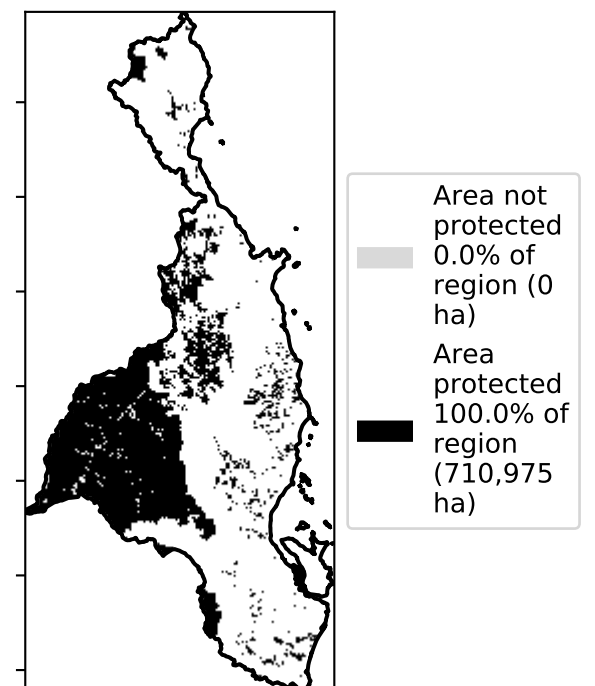 Area not
protected
0.0% of
region (0
ha)
Area
protected
100.0% of
region
(710,975
ha)